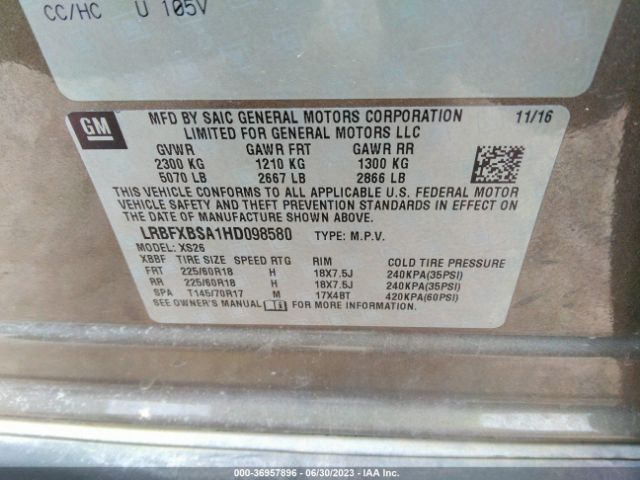 CC/HC U 105V
GM
MFD BY SAIC GENERAL MOTORS CORPORATION 11/16
LIMITED FOR GENERAL MOTORS LLC
GVWR GAWR FRT GAWR RR
2300 KG 1210 KG 1300 KG
5070 LB 2667 LB 2866 LB
THIS VEHICLE CONFORMS TO ALL APPLICABLE U.S. FEDERAL MOTOR
VEHICLE SAFETY AND THEFT PREVENTION STANDARDS IN EFFECT ON
THE DATE OF MANUFACTURE SHOWN ABOVE.
LRBFXBSA1HD098580 TYPE: M.P.V.
MODEL: XS26
XBBF TIRE SIZE SPEED RTG RIM COLD TIRE PRESSURE
FRT 225/60R18 H 18X7.5J 240KPA(35PSI)
RR 225/60R18 H 18X7.5J 240KPA(35PSI)
SPA T145/70R17 M 17X4BT 420KPA(60PSI)
SEE OWNER'S MANUAL FOR MORE INFORMATION.
000-36957896 - 06/30/2023 - IAA Inc.